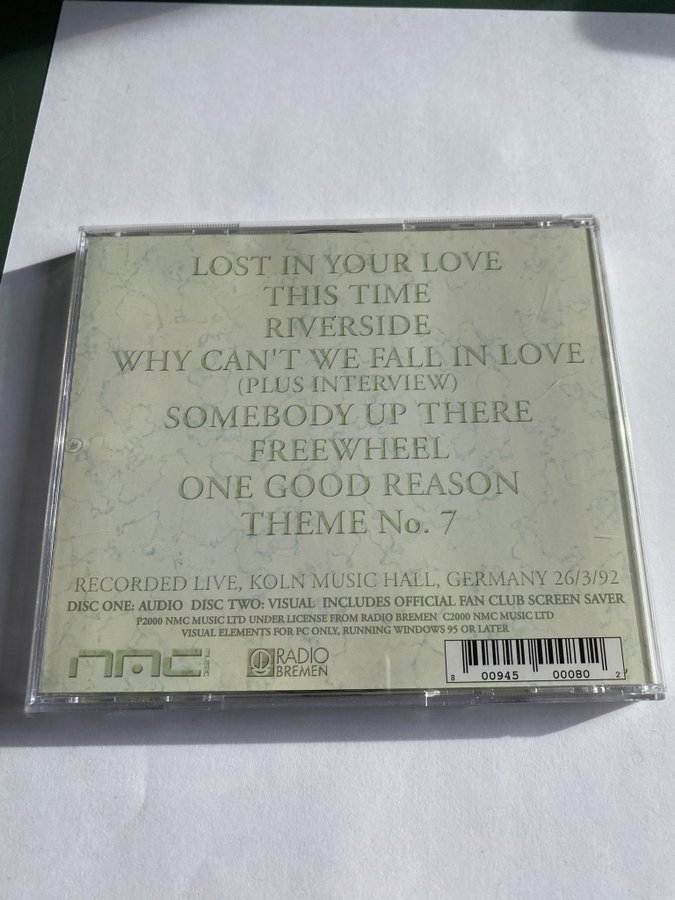 LOST IN YOUR LOVE
THIS TIME
RIVERSIDE
WHY CAN'T WE FALL IN LOVE
(PLUS INTERVIEW)
SOMEBODY UP THERE
FREEWHEEL
ONE GOOD REASON
THEME No. 7
RECORDED LIVE, KOLN MUSIC HALL, GERMANY 26/3/92
DISC ONE: AUDIO DISC TWO: VISUAL INCLUDES OFFICIAL FAN CLUB SCREEN SAVER
P2000 NMC MUSIC LTD UNDER LICENSE FROM RADIO BREMEN C2000 NMC MUSIC LTD
VISUAL ELEMENTS FOR PC ONLY, RUNNING WINDOWS 95 OR LATER
nmc music
RADIO
BREMEN
8 00945 00080 2